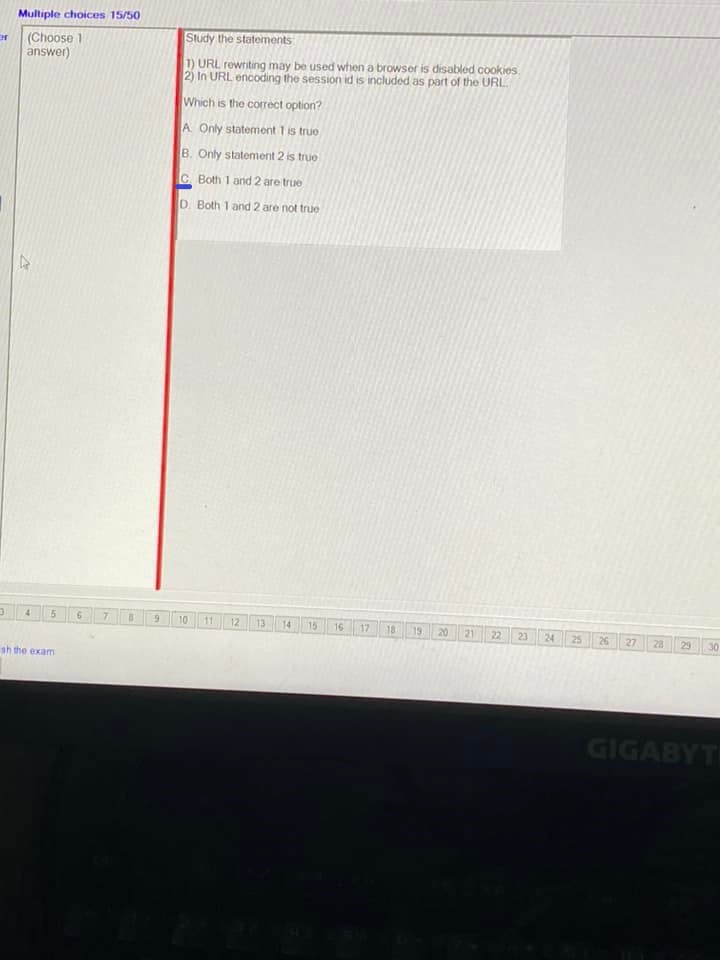 Multiple choices 15/50
er
(Choose 1
answer)
Study the statements:
1) URL rewriting may be used when a browser is disabled cookies.
2) In URL encoding the session id is included as part of the URL.
Which is the correct option?
A. Only statement 1 is true
B. Only statement 2 is true
C. Both 1 and 2 are true
D. Both 1 and 2 are not true
3 4 5 6 7 8 9 10 11 12 13 14 15 16 17 18 19 20 21 22 23 24 25 26 27 28 29 30
sh the exam
GIGABYT